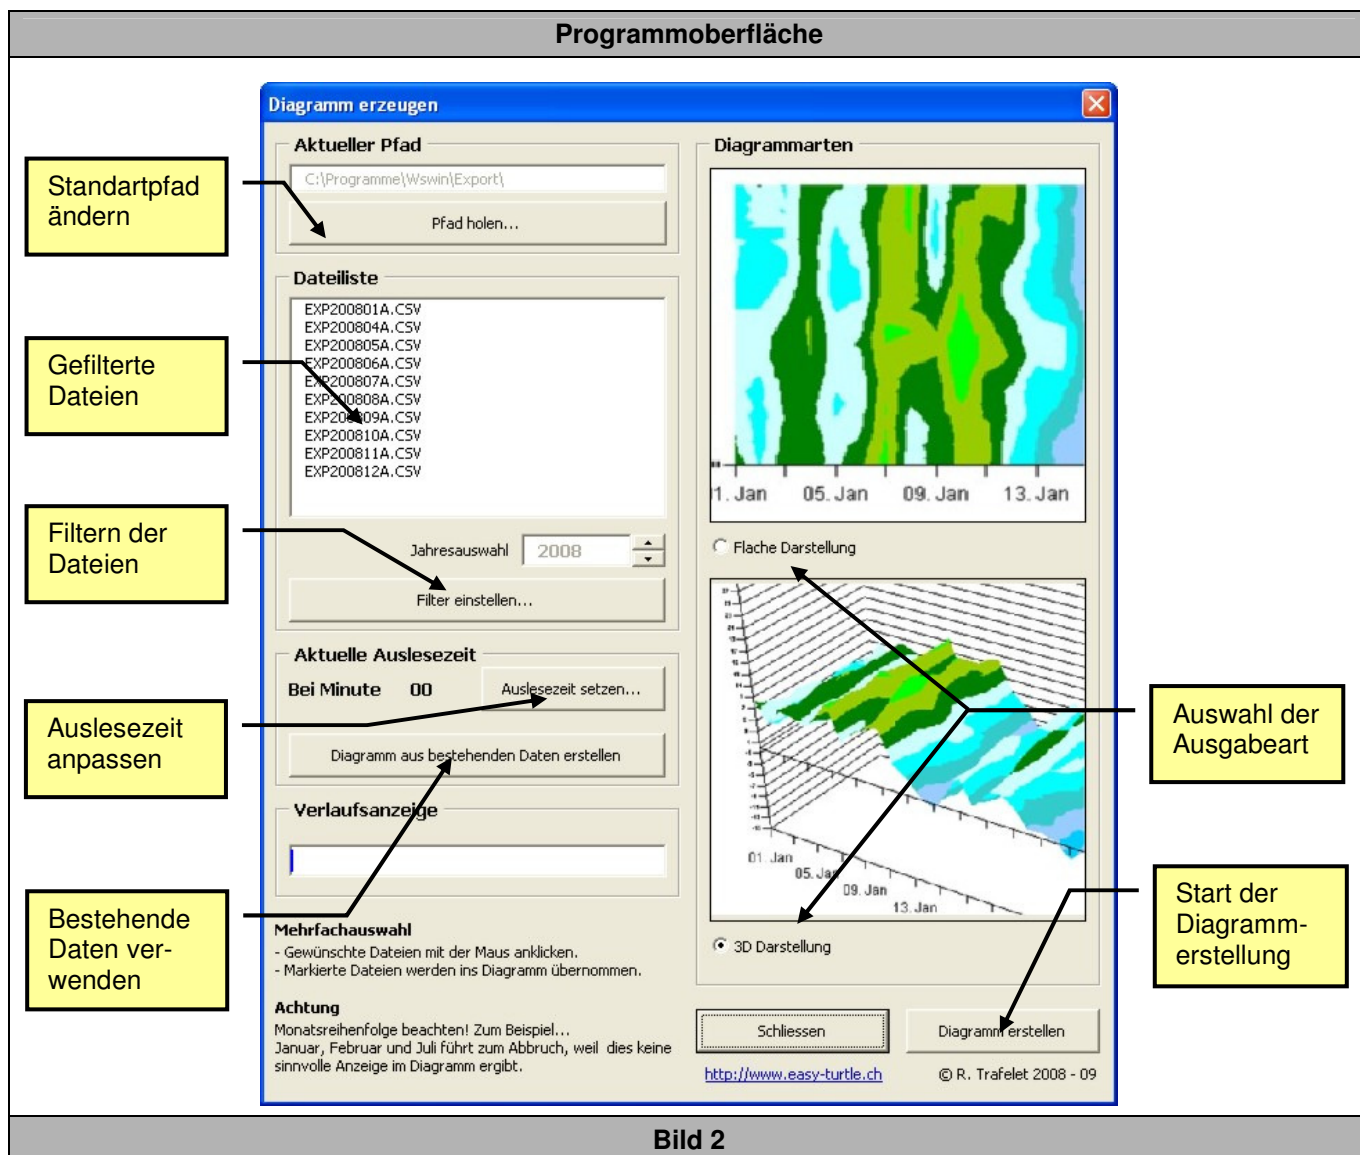 Programmoberfläche
Diagramm erzeugen
Standartpfad
ändern
Gefilterte
Dateien
Filtern der
Dateien
Auslesezeit
anpassen
Bestehende
Daten ver-
wenden
Aktueller Pfad
C:\Programme\Wswin\Export\
Pfad holen...
Dateiliste
EXP200801A.CSV
EXP200804A.CSV
EXP200805A.CSV
EXP200806A.CSV
EXP200807A.CSV
EXP200808A.CSV
EXP200809A.CSV
EXP200810A.CSV
EXP200811A.CSV
EXP200812A.CSV
Jahresauswahl 2008
Filter einstellen...
Aktuelle Auslesezeit
Bei Minute 00 Auslesezeit setzen...
Diagramm aus bestehenden Daten erstellen
Verlaufsanzeige
Mehrfachauswahl
- Gewünschte Dateien mit der Maus anklicken.
- Markierte Dateien werden ins Diagramm übernommen.
Achtung
Monatsreihenfolge beachten! Zum Beispiel...
Januar, Februar und Juli führt zum Abbruch, weil dies keine
sinnvolle Anzeige im Diagramm ergibt.
Diagrammarten
1. Jan 05. Jan 09. Jan 13. Jan
Flache Darstellung
01. Jan
05. Jan
09. Jan
13. Jan
3D Darstellung
Schliessen Diagramm erstellen
http://www.easy-turtle.ch © R. Trafelet 2008 - 09
Auswahl der
Ausgabeart
Start der
Diagramm-
erstellung
Bild 2